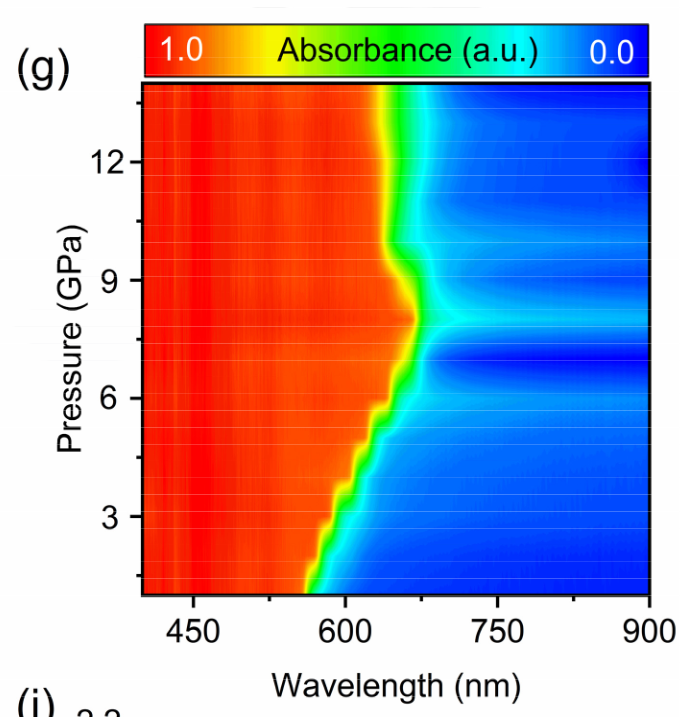 (g)
1.0 Absorbance (a.u.) 0.0
12
9
6
3
Pressure (GPa)
450 600 750 900
Wavelength (nm)
(i)